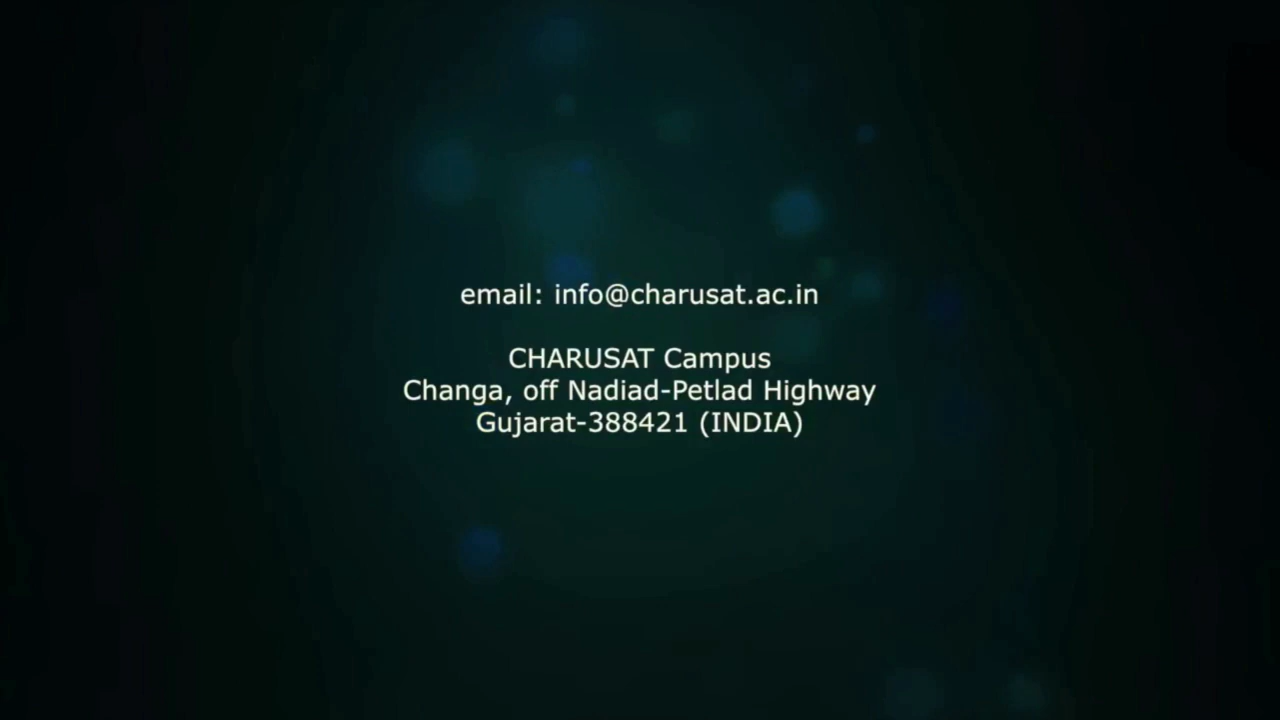 email: info@charusat.ac.in
CHARUSAT Campus
Changa, off Nadiad-Petlad Highway
Gujarat-388421 (INDIA)